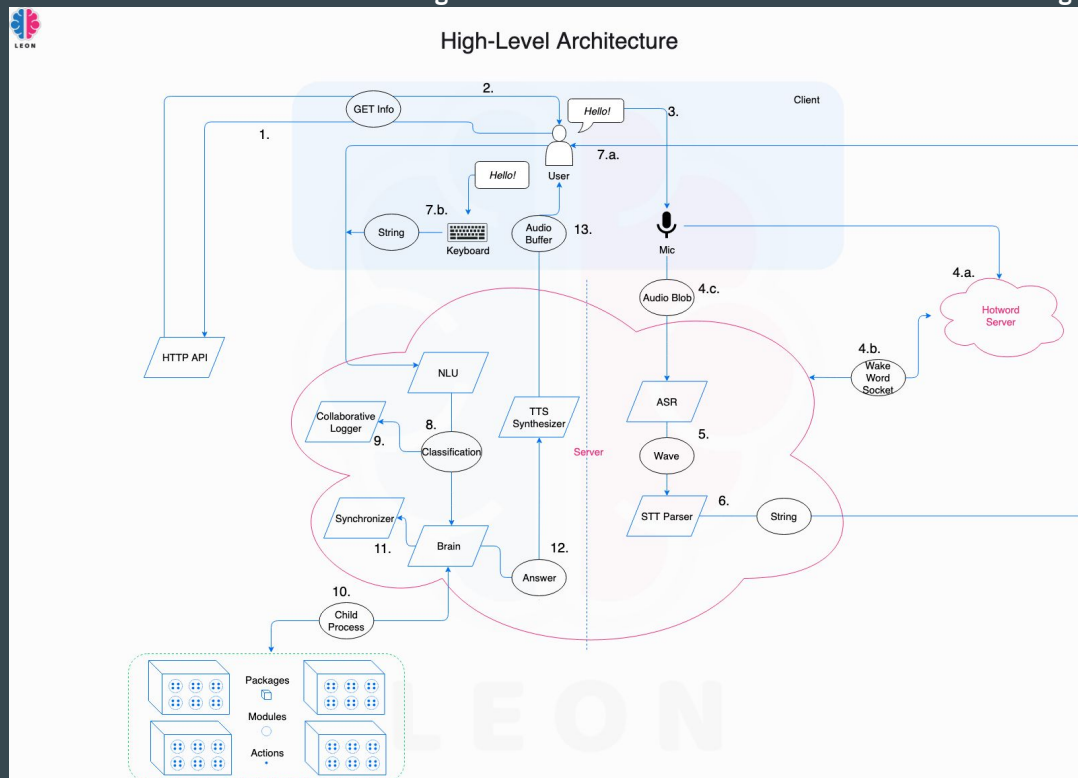 LEON
High-Level Architecture
Client
2.
GET Info
Hello!
3.
1.
7.a.
User
Hello!
7.b.
String
Keyboard
Audio
Buffer
13.
Mic
4.a.
Audio Blob
4.c.
Hotword
Server
HTTP API
4.b.
Wake
Word
Socket
NLU
ASR
Collaborative
Logger
8.
TTS
Synthesizer
9.
Classification
5.
Server
Wave
6.
Synchronizer
STT Parser
String
11.
Brain
12.
Answer
10.
Child
Process
Packages
Modules
Actions
LEON